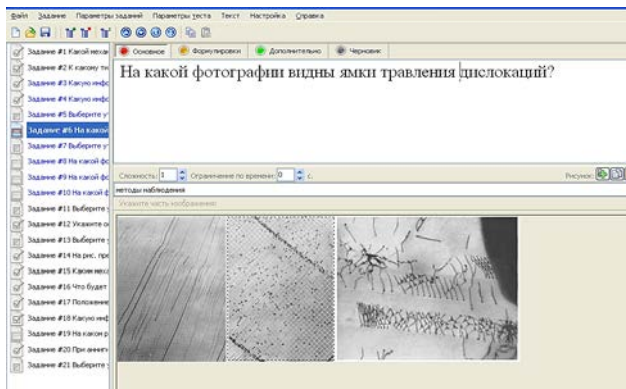 Файл Задание Параметры заданий Параметры теста Текст Настройка Справка
Основное Формулировки Дополнительно Черновик
Задание #1 Какой механ
Задание #2 К какому ти
Задание #3 Какую инфо
Задание #4 Какую инфо
Задание #5 Выберите у
Задание #6 На какой
Задание #7 Выберите у
Задание #8 На какой фо
Задание #9 На какой фо
Задание #10 На какой ф
Задание #11 Выберите
Задание #12 Укажите о
Задание #13 Выберите
Задание #14 На рис. пре
Задание #15 Каким меха
Задание #16 Что будет
Задание #17 Положение
Задание #18 Какую инф
Задание #19 На каком р
Задание #20 При анниги
Задание #21 Выберите
На какой фотографии видны ямки травления дислокаций?
Сложность: 1 Ограничение по времени: 0 с. Рисунок:
методы наблюдения
Укажите часть изображения: